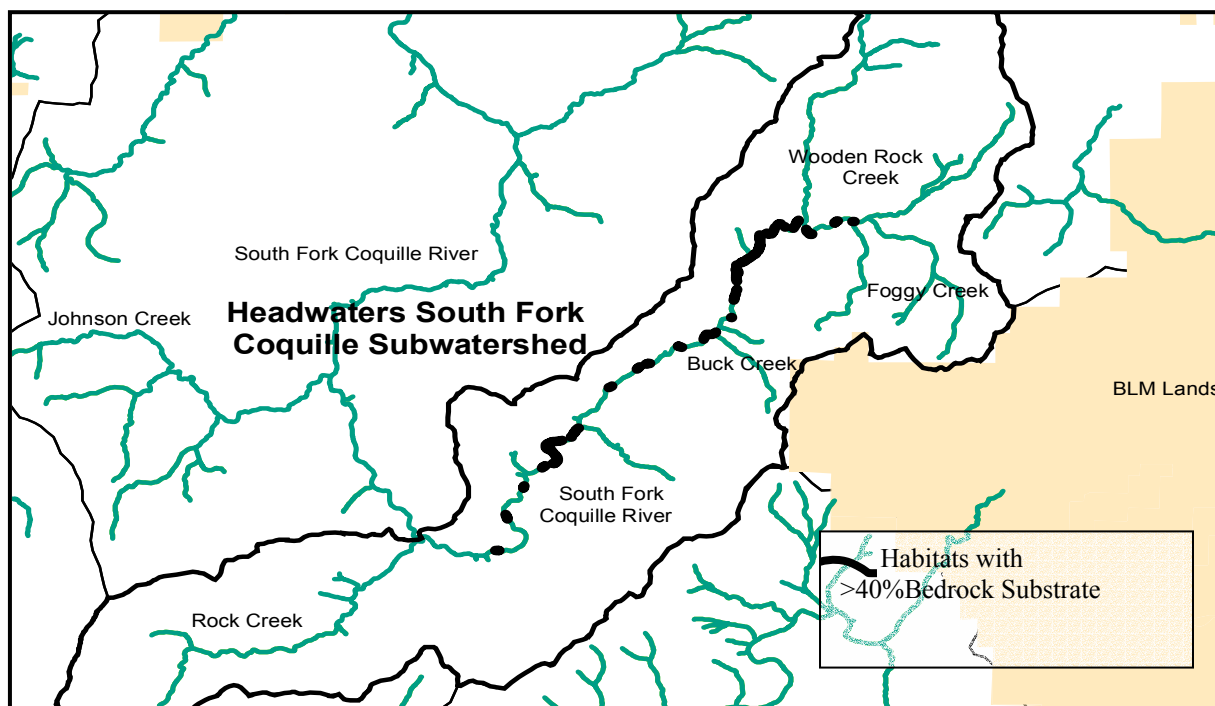 Wooden Rock
Creek
South Fork Coquille River
Foggy Creek
Headwaters South Fork
Coquille Subwatershed
Johnson Creek
Buck Creek
BLM Lands
South Fork
Coquille River
Habitats with
>40%Bedrock Substrate
Rock Creek